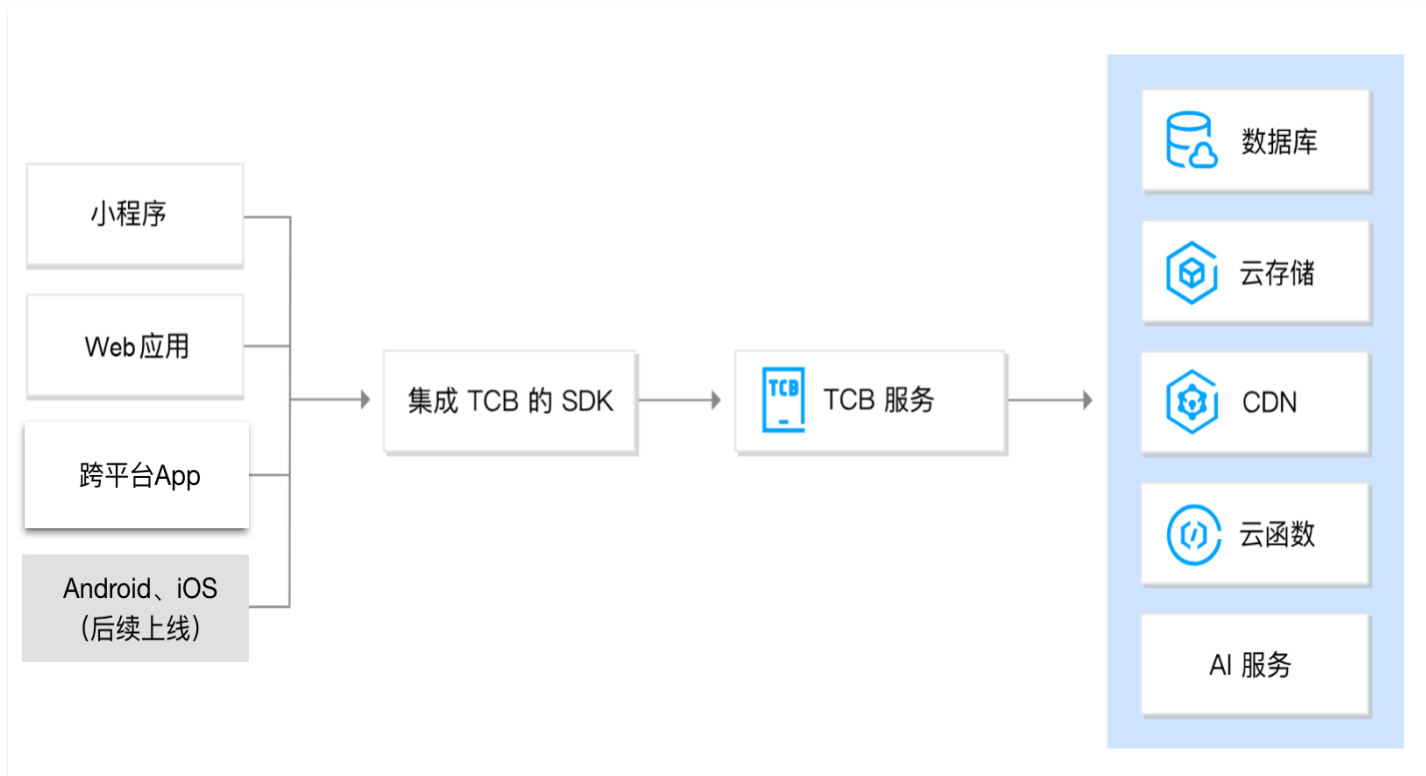 小程序
Web应用
跨平台App
Android、iOS
（后续上线）
集成 TCB 的 SDK
TCB
TCB 服务
数据库
云存储
CDN
云函数
AI 服务